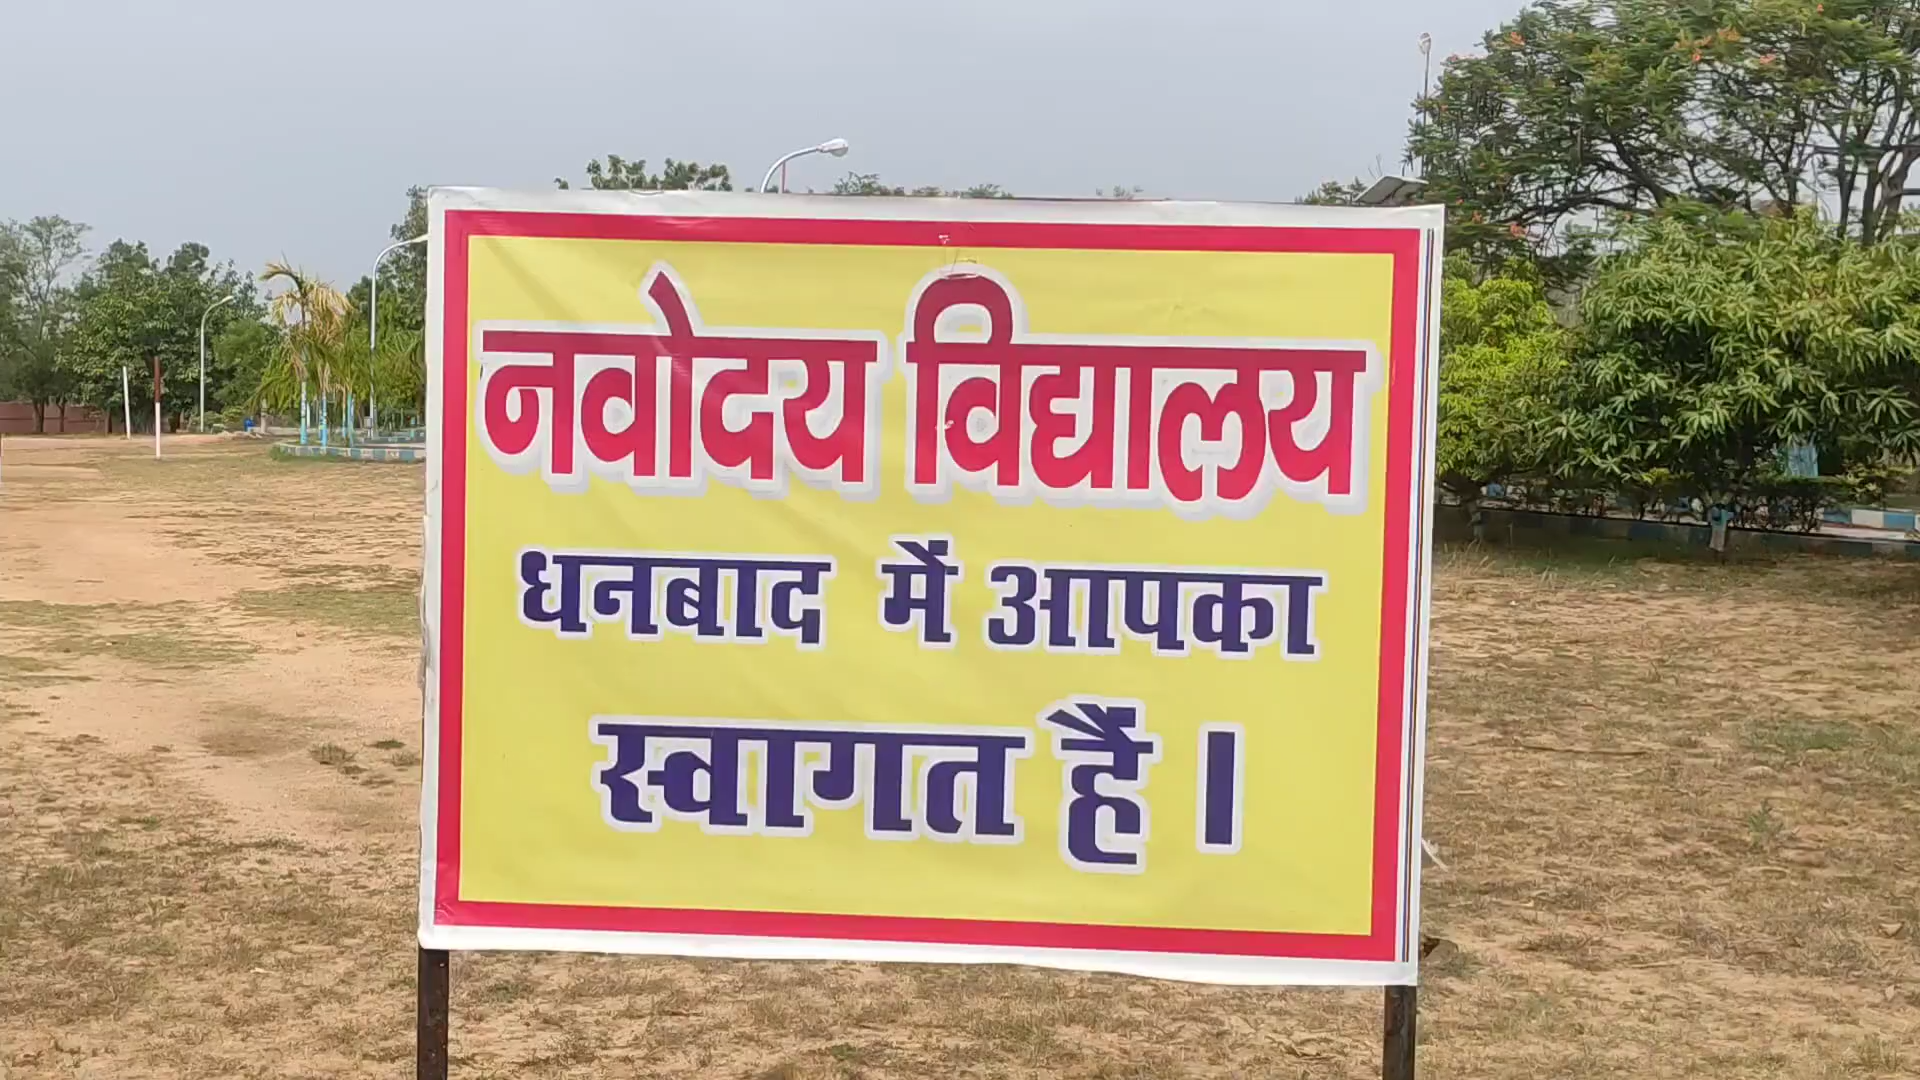 नवोदय विद्यालय
धनबाद में आपका
स्वागत हैं ।